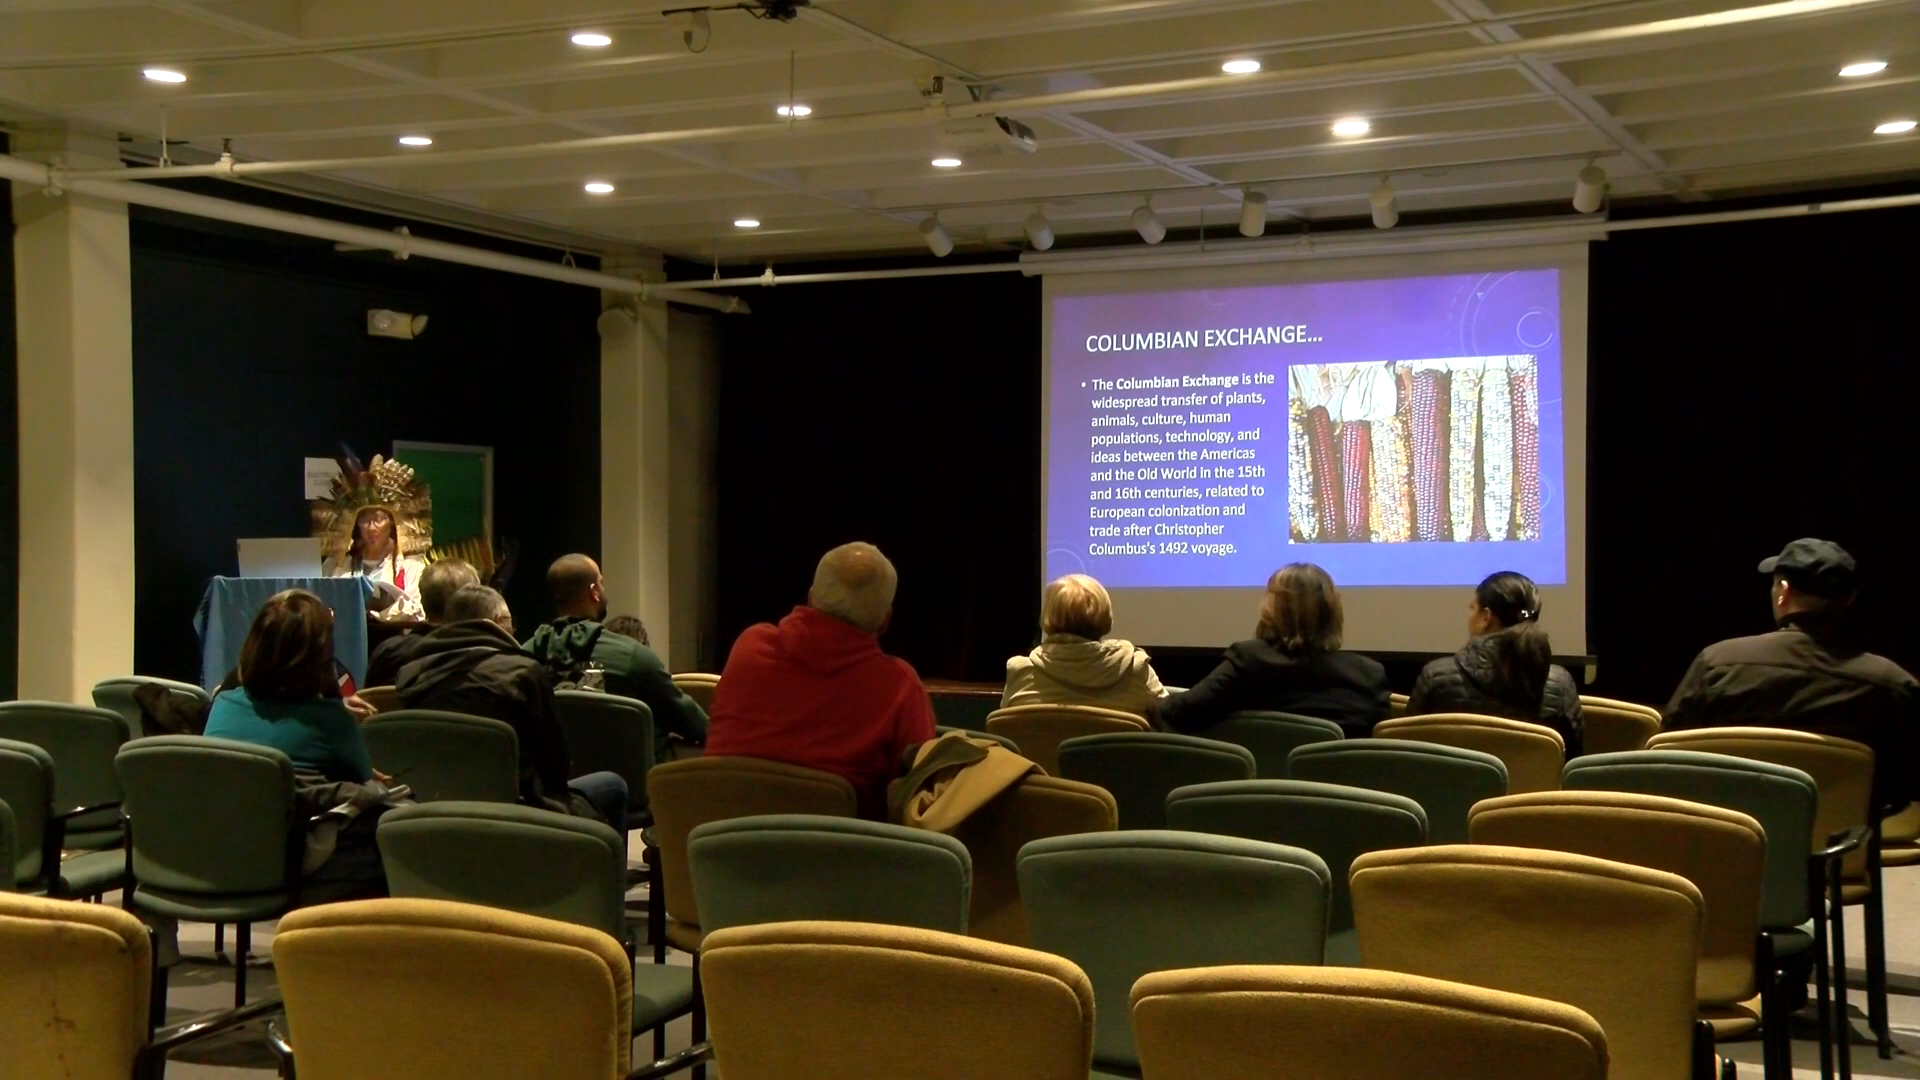 COLUMBIAN EXCHANGE...
• The Columbian Exchange is the
widespread transfer of plants,
animals, culture, human
populations, technology, and
ideas between the Americas
and the Old World in the 15th
and 16th centuries, related to
European colonization and
trade after Christopher
Columbus's 1492 voyage.